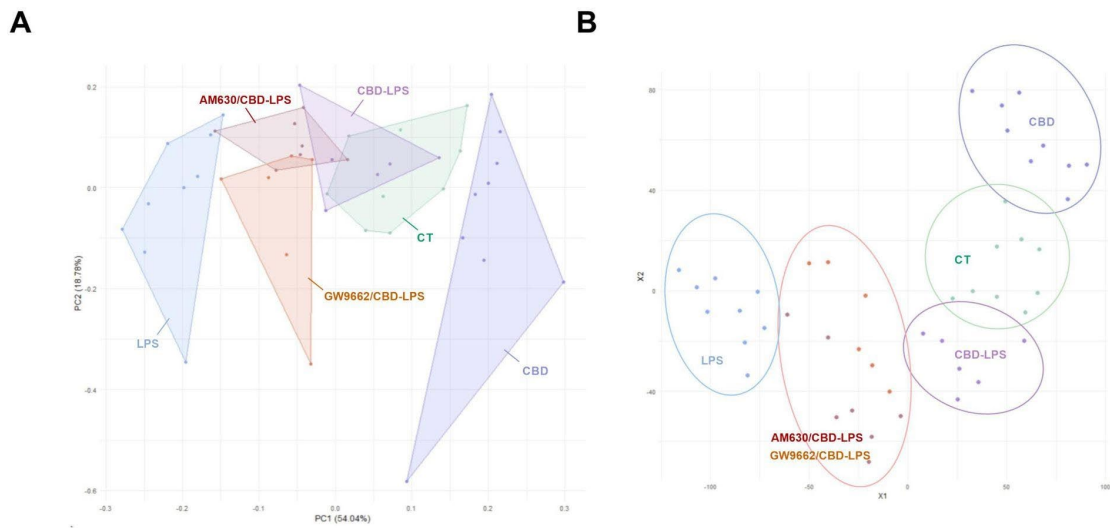 A
B
0.2
0.0
-0.2
-0.4
-0.6
PC2 (18.78%)
AM630/CBD-LPS
CBD-LPS
CT
GW9662/CBD-LPS
LPS
CBD
-0.3
-0.2
-0.1
0.0
0.1
0.2
0.3
PC1 (54.04%)
40
0
-40
X2
CBD
CT
CBD-LPS
LPS
AM630/CBD-LPS
GW9662/CBD-LPS
-100
-50
0
50
100
X1